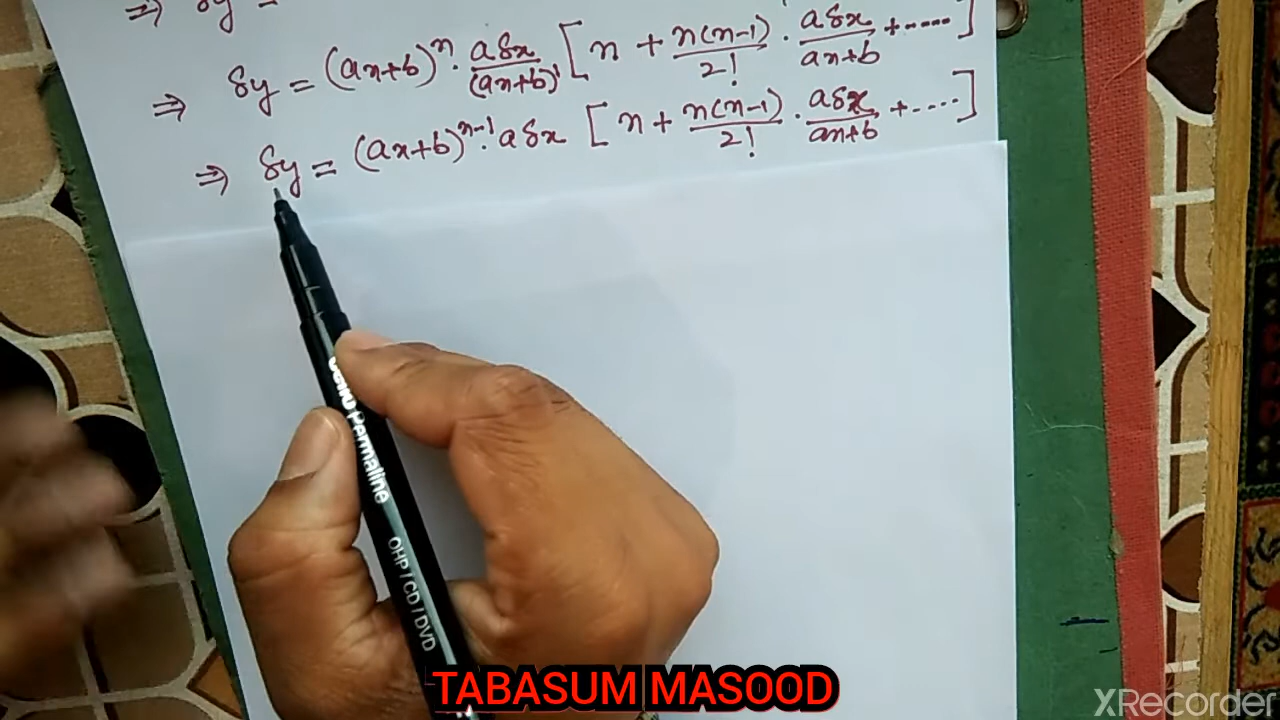 ⇒ δy =
⇒ δy = (ax+b)^n · aδx/(ax+b)^1 [n + n(n-1)/2! · aδx/ax+b + ----]
⇒ δy = (ax+b)^n-1 · aδx [n + n(n-1)/2! · aδx/ax+b + ----]
Permaline
OHP / CD / DVD
TABASUM MASOOD
XRecorder